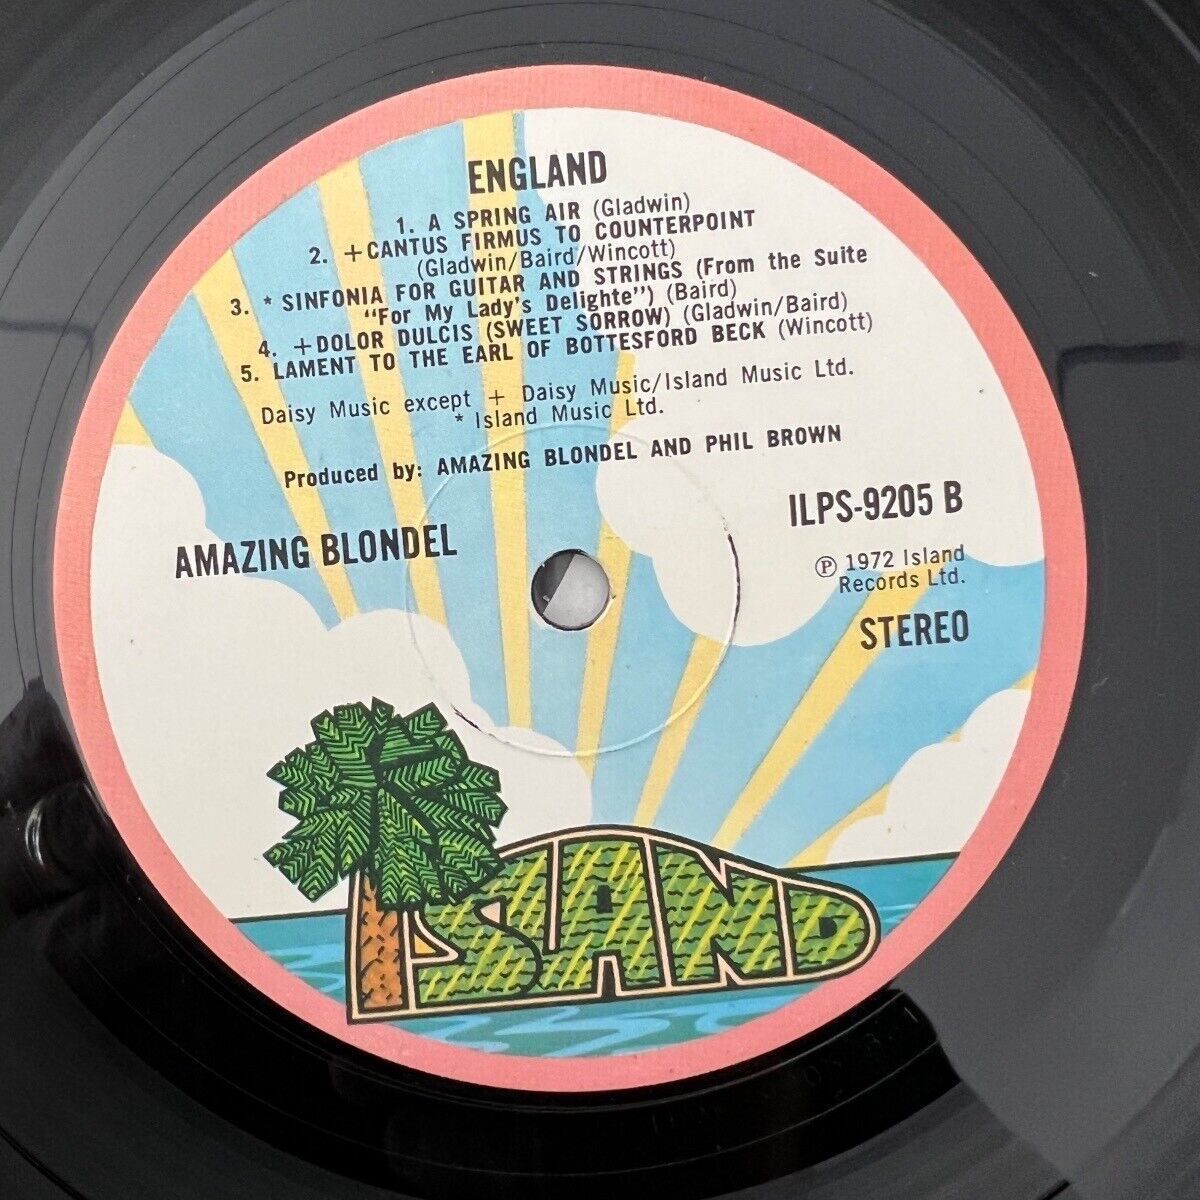 ENGLAND
1. A SPRING AIR (Gladwin)
2. +CANTUS FIRMUS TO COUNTERPOINT
(Gladwin/Baird/Wincott)
3. * SINFONIA FOR GUITAR AND STRINGS (From the Suite
"For My Lady's Delighte") (Baird)
4. +DOLOR DULCIS (SWEET SORROW) (Gladwin/Baird)
5. LAMENT TO THE EARL OF BOTTESFORD BECK (Wincott)
Daisy Music except + Daisy Music/Island Music Ltd.
* Island Music Ltd.
Produced by: AMAZING BLONDEL AND PHIL BROWN
AMAZING BLONDEL
ILPS-9205 B
℗ 1972 Island
Records Ltd.
STEREO
ISLAND